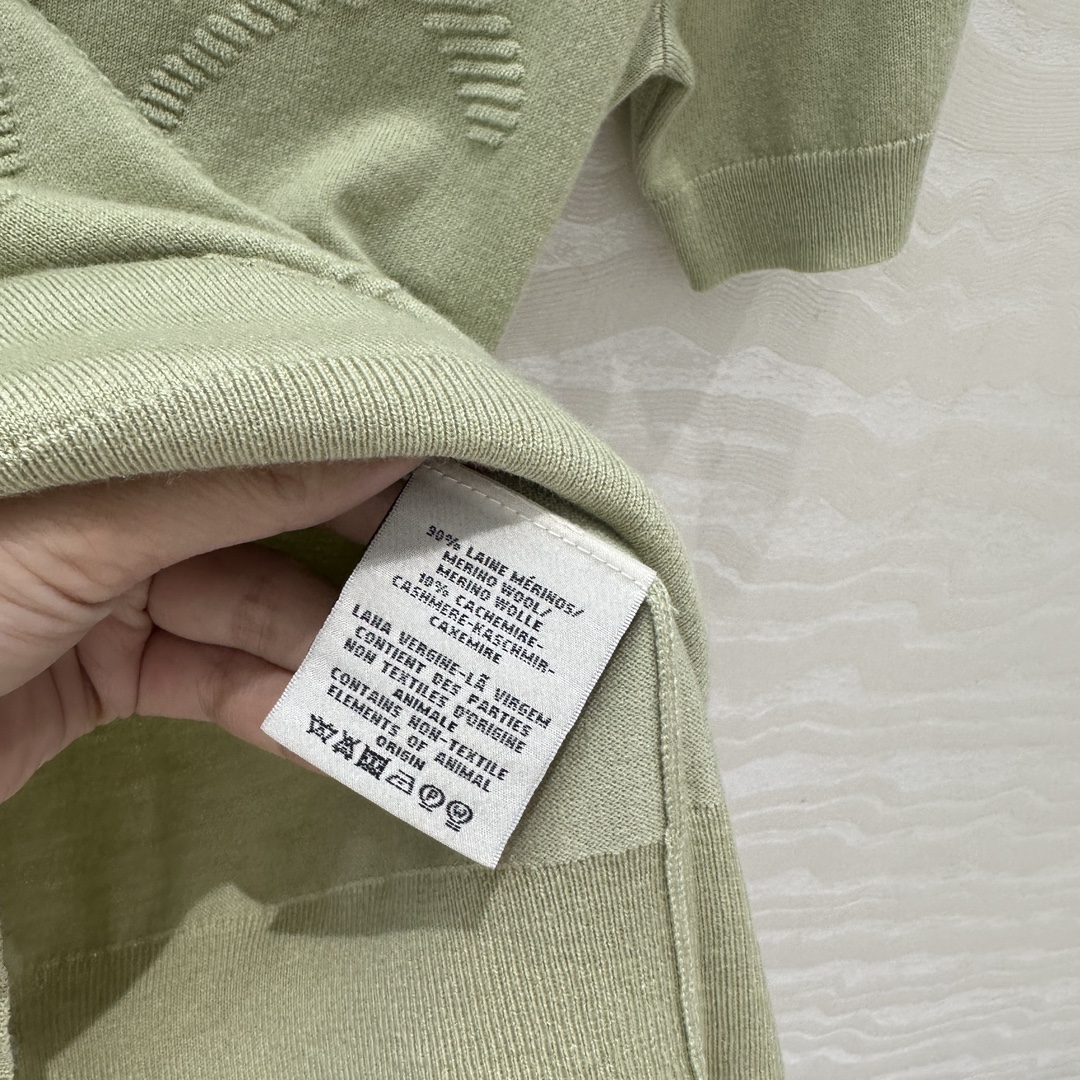 90% LAINE MÉRINOS/
MERINO WOOL/
MERINO WOLLE
10% CACHEMIRE-
CASHMERE-KASCHMIR-
CAXEMIRE
LAHA VERGINE-LÃ VIRGEM
CONTIENT DES PARTIES
NON TEXTILES D'ORIGINE
ANIMALE
CONTAINS NON-TEXTILE
ELEMENTS OF ANIMAL
ORIGIN
P W